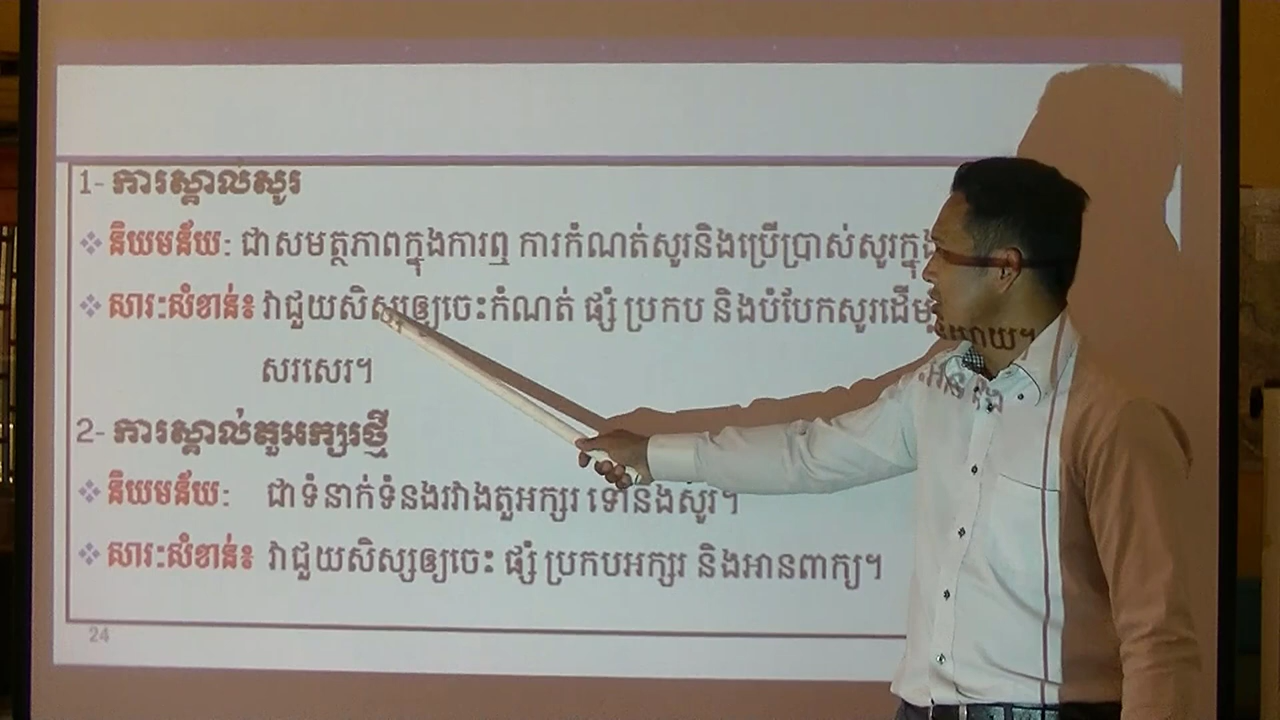 1- ការស្គាល់សូរ
❖ និយមន័យ: ជាសមត្ថភាពក្នុងការឮ ការកំណត់សូរនិងប្រើប្រាស់សូរក្នុង
❖ សារៈសំខាន់៖ វាជួយសិស្សឲ្យចេះកំណត់ ផ្សំ ប្រកប និងបំបែកសូរដើម្បី
សរសេរ។
2- ការស្គាល់តួអក្សរថ្មី
❖ និយមន័យ: ជាទំនាក់ទំនងរវាងតួអក្សរ ទៅនឹងសូរ។
❖ សារៈសំខាន់៖ វាជួយសិស្សឲ្យចេះ ផ្សំ ប្រកបអក្សរ និងអានពាក្យ។
24